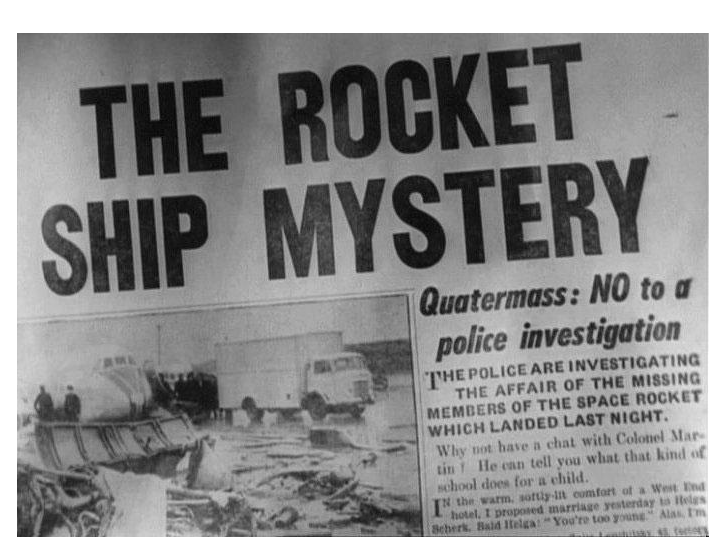 THE ROCKET
SHIP MYSTERY
Quatermass: NO to a
police investigation
THE POLICE ARE INVESTIGATING
THE AFFAIR OF THE MISSING
MEMBERS OF THE SPACE ROCKET
WHICH LANDED LAST NIGHT.
Why not have a chat with Colonel Mar-
tin? He can tell you what that kind of
school does for a child.
IN the warm, softly-lit comfort of a West End
hotel, I proposed marriage yesterday to Helga
Scherk. Said Helga: "You're too young." Alas, I'm